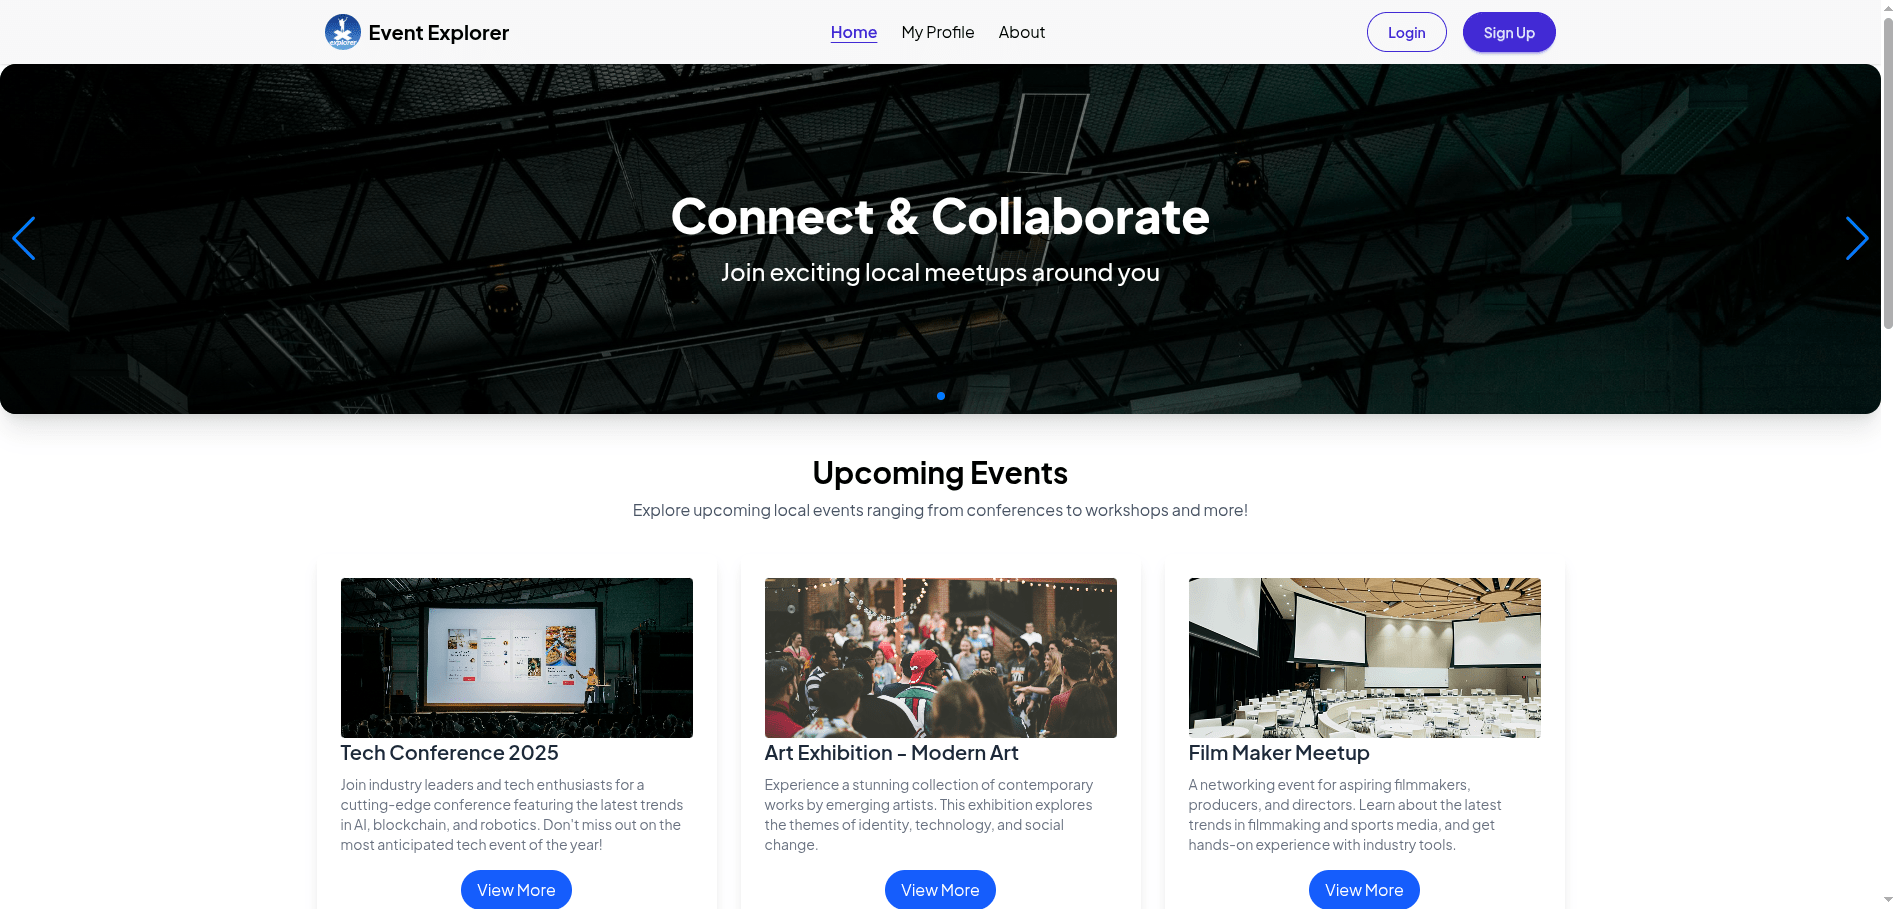 explorer
Event Explorer
Home
My Profile
About
Login
Sign Up
Connect & Collaborate
Join exciting local meetups around you
Upcoming Events
Explore upcoming local events ranging from conferences to workshops and more!
Tech Conference 2025
Join industry leaders and tech enthusiasts for a
cutting-edge conference featuring the latest trends
in AI, blockchain, and robotics. Don't miss out on the
most anticipated tech event of the year!
View More
Art Exhibition - Modern Art
Experience a stunning collection of contemporary
works by emerging artists. This exhibition explores
the themes of identity, technology, and social
change.
View More
Film Maker Meetup
A networking event for aspiring filmmakers,
producers, and directors. Learn about the latest
trends in filmmaking and sports media, and get
hands-on experience with industry tools.
View More